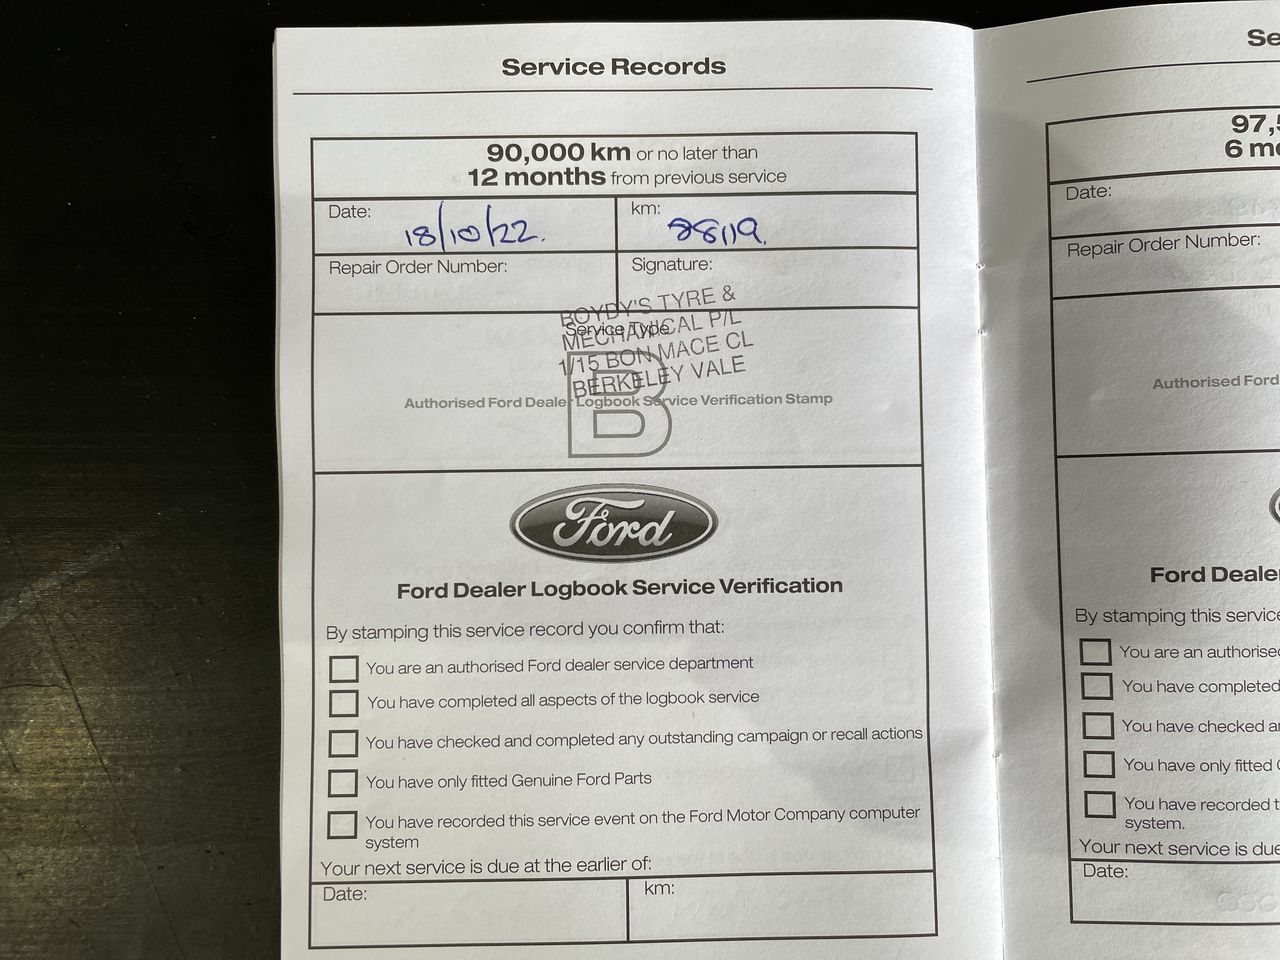 Service Records
90,000 km or no later than
12 months from previous service
Date:
18/10/22.
km:
88119.
Repair Order Number:
Signature:
Service Type
BOYDY'S TYRE &
MECHANICAL P/L
1/15 BON MACE CL
BERKELEY VALE
B
Authorised Ford Dealer Logbook Service Verification Stamp
Ford
Ford Dealer Logbook Service Verification
By stamping this service record you confirm that:
You are an authorised Ford dealer service department
You have completed all aspects of the logbook service
You have checked and completed any outstanding campaign or recall actions
You have only fitted Genuine Ford Parts
You have recorded this service event on the Ford Motor Company computer
system
Your next service is due at the earlier of:
Date:
km:
Se
97,5
6 mo
Date:
Repair Order Number:
Authorised Ford
Ford Dealer
By stamping this service
You are an authorise
You have completed
You have checked a
You have only fitted
You have recorded t
system.
Your next service is due
Date: